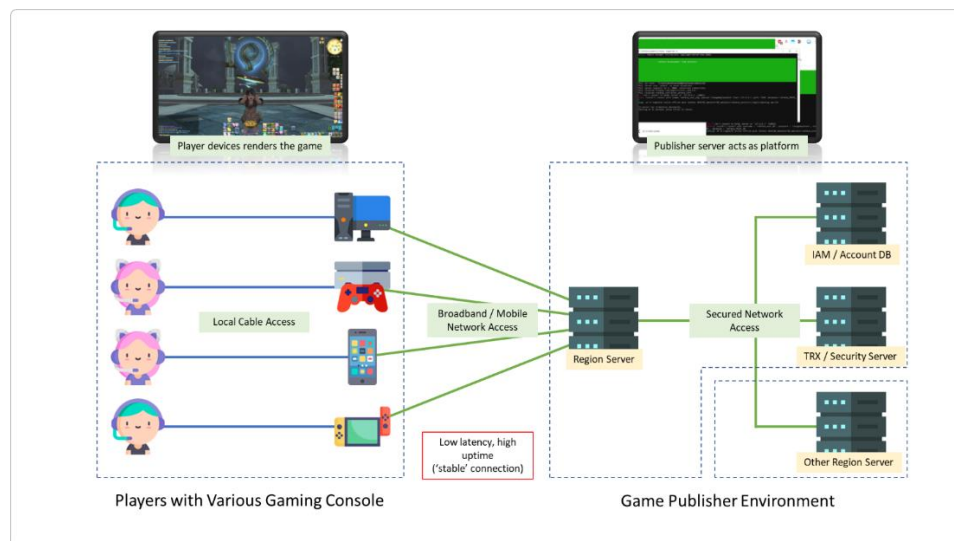 Player devices renders the game
Publisher server acts as platform
Local Cable Access
Broadband / Mobile
Network Access
Region Server
Secured Network
Access
IAM / Account DB
TRX / Security Server
Other Region Server
Low latency, high
uptime
(‘stable’ connection)
Players with Various Gaming Console
Game Publisher Environment